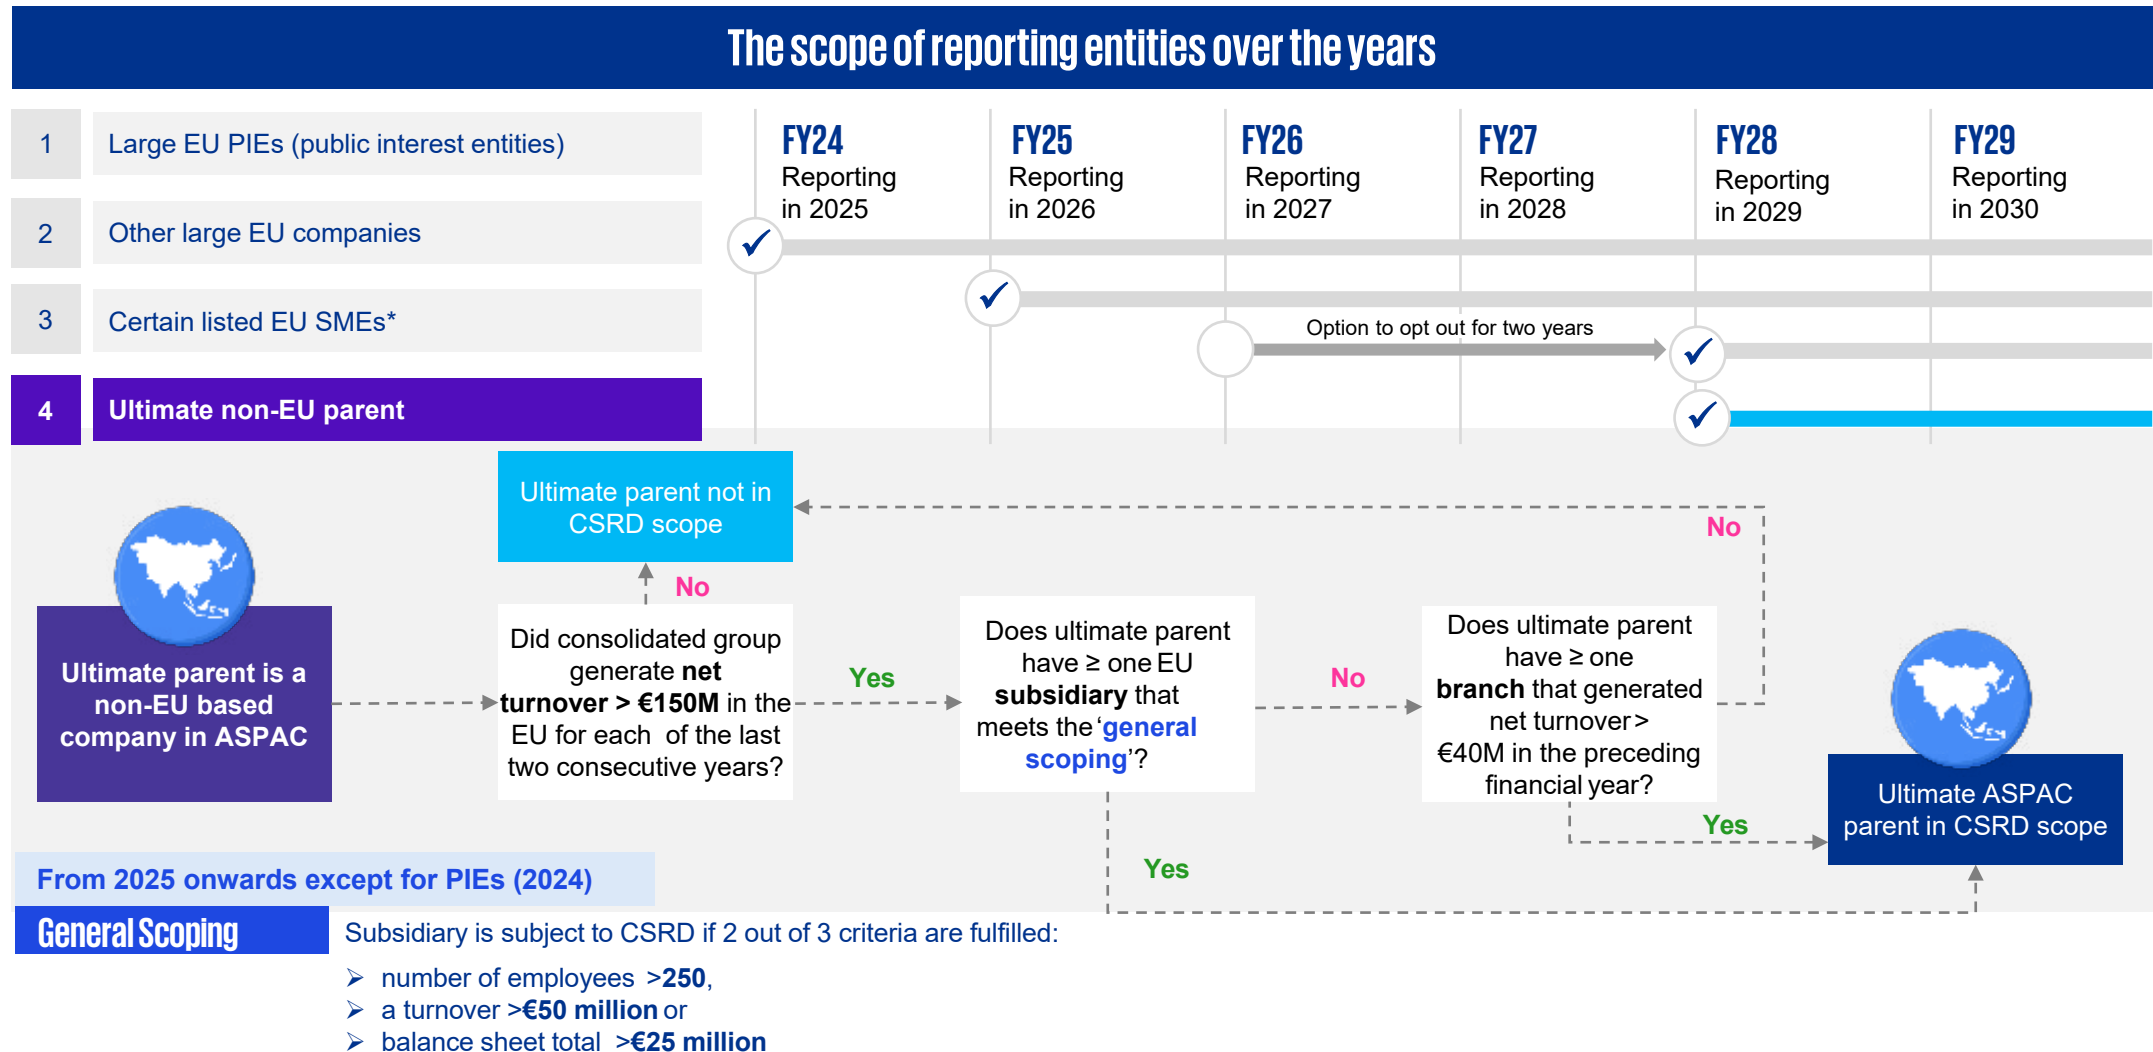 The scope of reporting entities over the years
1
Large EU PIEs (public interest entities)
2
Other large EU companies
3
Certain listed EU SMEs*
4
Ultimate non-EU parent
FY24
Reporting
in 2025
FY25
Reporting
in 2026
FY26
Reporting
in 2027
FY27
Reporting
in 2028
FY28
Reporting
in 2029
FY29
Reporting
in 2030
Option to opt out for two years
Ultimate parent not in
CSRD scope
No
No
Ultimate parent is a
non-EU based
company in ASPAC
Did consolidated group
generate net
turnover > €150M in the
EU for each of the last
two consecutive years?
Yes
Does ultimate parent
have ≥ one EU
subsidiary that
meets the ‘general
scoping’?
No
Does ultimate parent
have ≥ one
branch that generated
net turnover >
€40M in the preceding
financial year?
Yes
Yes
Ultimate ASPAC
parent in CSRD scope
From 2025 onwards except for PIEs (2024)
General Scoping
Subsidiary is subject to CSRD if 2 out of 3 criteria are fulfilled:
➢ number of employees >250,
➢ a turnover >€50 million or
➢ balance sheet total >€25 million